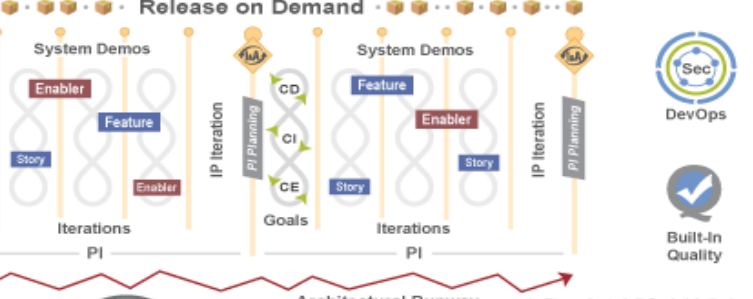 Release on Demand
System Demos
System Demos
I&A
I&A
Sec
DevOps
Enabler
Feature
Story
Enabler
IP Iteration
PI Planning
CD
CI
CE
Goals
Feature
Enabler
Story
Story
IP Iteration
PI Planning
Iterations
Iterations
PI
PI
Built-In
Quality